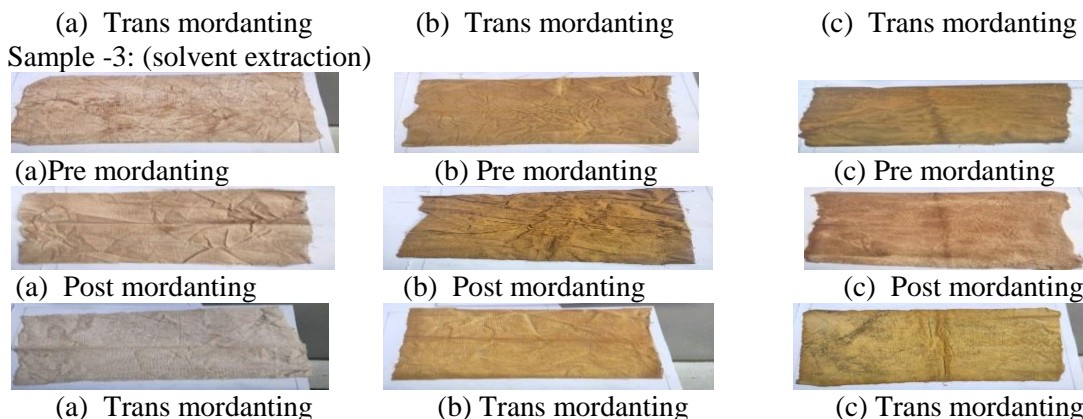 (a) Trans mordanting (b) Trans mordanting (c) Trans mordanting
Sample -3: (solvent extraction)
(a)Pre mordanting (b) Pre mordanting (c) Pre mordanting
(a) Post mordanting (b) Post mordanting (c) Post mordanting
(a) Trans mordanting (b) Trans mordanting (c) Trans mordanting